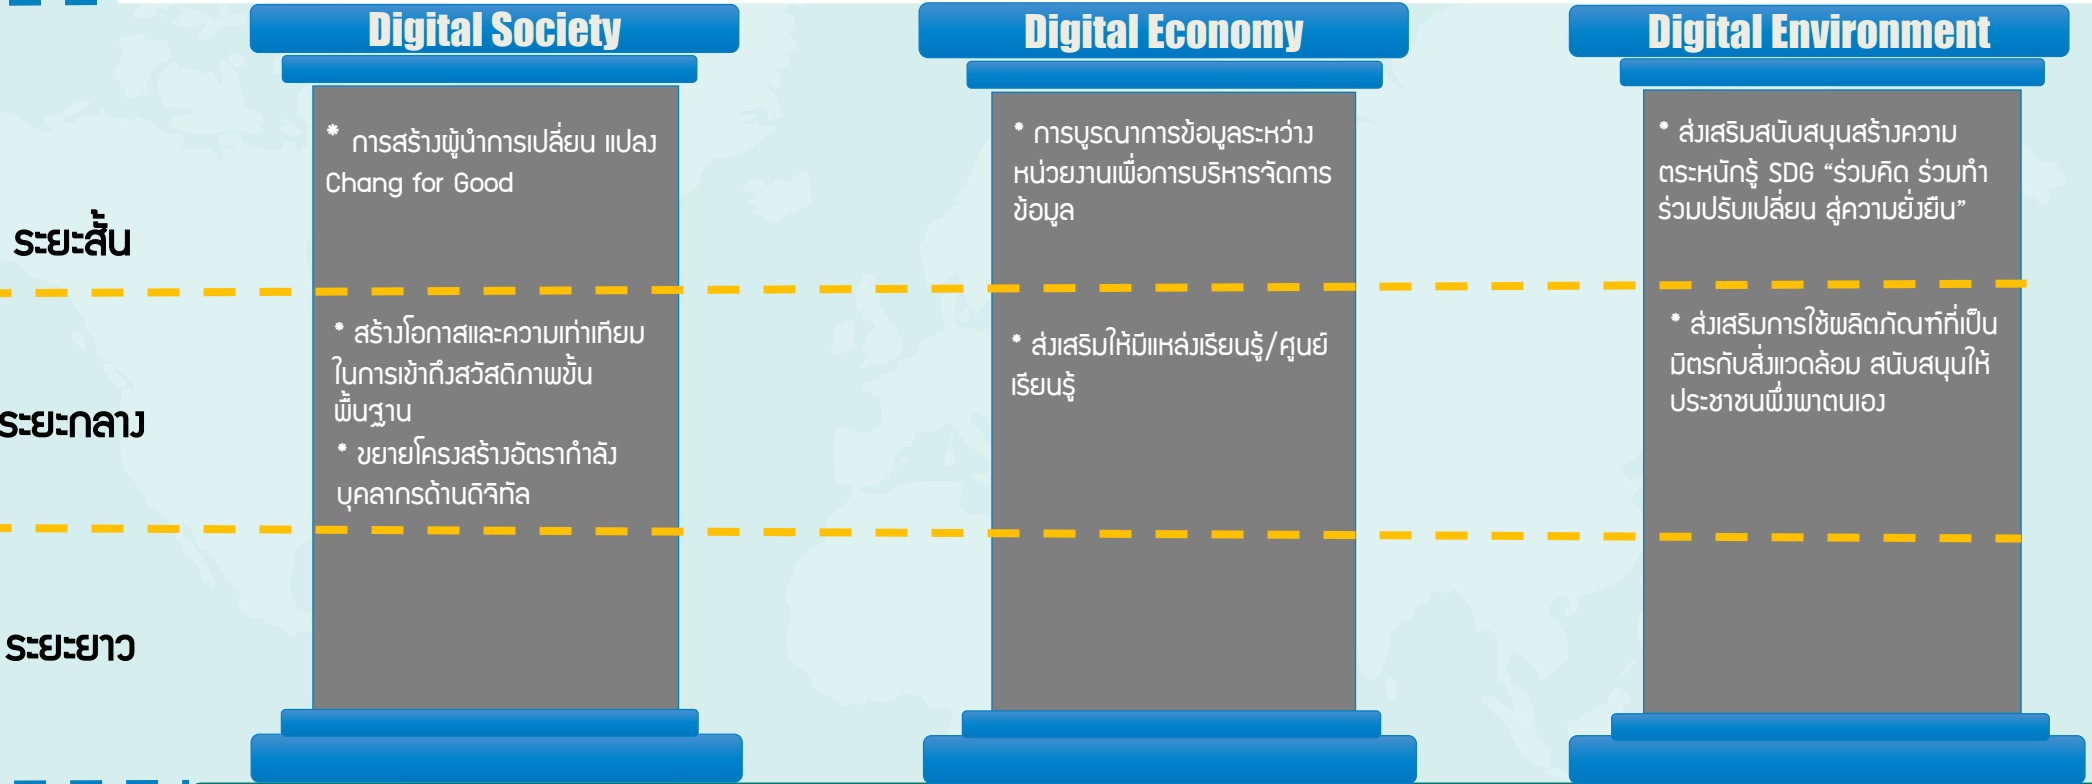 Digital Society
Digital Economy
Digital Environment
ระยะสั้น
* การสร้างผู้นำการเปลี่ยน แปลง
Chang for Good
* การบูรณาการข้อมูลระหว่าง
หน่วยงานเพื่อการบริหารจัดการ
ข้อมูล
* ส่งเสริมสนับสนุนสร้างความ
ตระหนักรู้ SDG “ร่วมคิด ร่วมทำ
ร่วมปรับเปลี่ยน สู่ความยั่งยืน”
ระยะกลาง
* สร้างโอกาสและความเท่าเทียม
ในการเข้าถึงสวัสดิภาพขั้น
พื้นฐาน
* ขยายโครงสร้างอัตรากำลัง
บุคลากรด้านดิจิทัล
* ส่งเสริมให้มีแหล่งเรียนรู้/ศูนย์
เรียนรู้
* ส่งเสริมการใช้ผลิตภัณฑ์ที่เป็น
มิตรกับสิ่งแวดล้อม สนับสนุนให้
ประชาชนพึ่งพาตนเอง
ระยะยาว